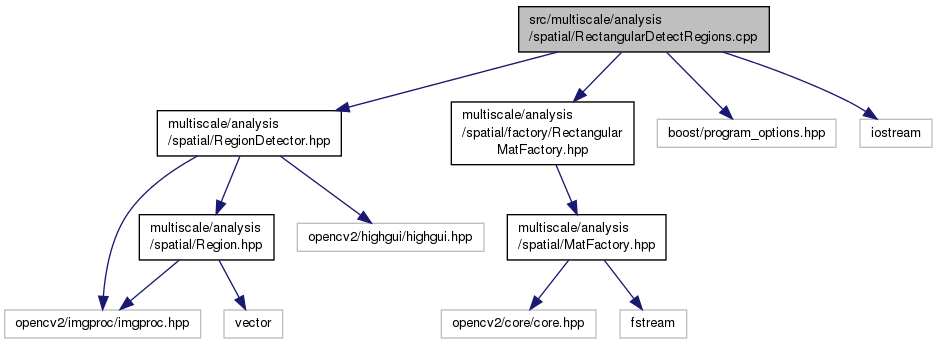 src/multiscale/analysis
/spatial/RectangularDetectRegions.cpp
multiscale/analysis
/spatial/RegionDetector.hpp
multiscale/analysis
/spatial/factory/Rectangular
MatFactory.hpp
boost/program_options.hpp
iostream
multiscale/analysis
/spatial/Region.hpp
opencv2/highgui/highgui.hpp
multiscale/analysis
/spatial/MatFactory.hpp
opencv2/imgproc/imgproc.hpp
vector
opencv2/core/core.hpp
fstream